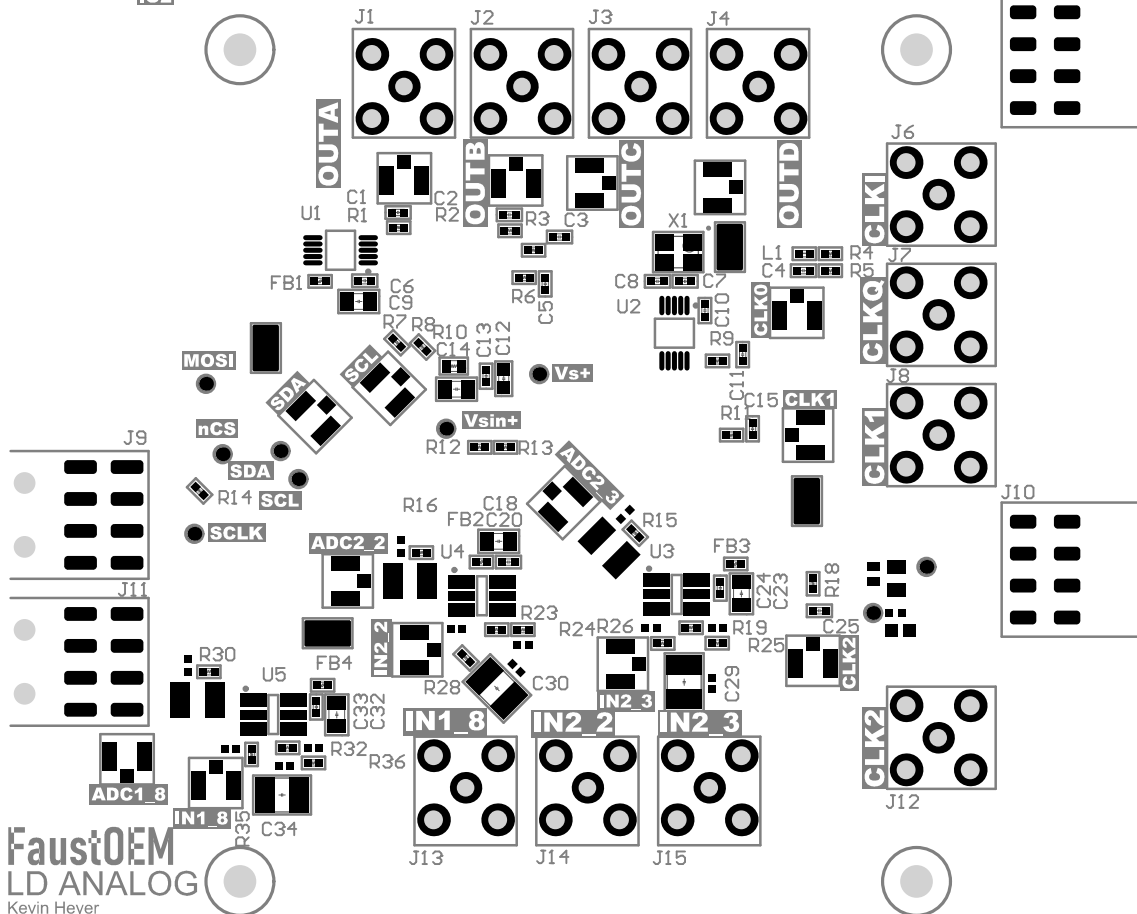 J1
J2
J3
J4
OUTA
OUTB
OUTC
OUTD
J6
CLKI
C1
C2
U1
R1
R2
R3
C3
X1
L1
R4
J7
C4
R5
FB1
C6
C9
R6
C5
C8
C7
U2
C10
CLK0
CLKQ
R7
R8
R10
C14
C13
C12
R9
C11
MOSI
SCL
SDA
Vs+
J8
C15
CLK1
R11
CLK1
nCS
Vsin+
J9
R12
R13
SDA
SCL
R14
ADC2_3
J10
SCLK
R16
C18
FB2
C20
R15
ADC2_2
U4
U3
FB3
J11
C24
C23
R18
R23
R24
R26
R19
R25
C25
IN2_2
CLK2
FB4
R30
U5
R28
C30
C29
IN2_3
C33
C32
IN1_8
IN2_2
IN2_3
CLK2
R32
R36
ADC1_8
IN1_8
J12
R35
C34
J13
J14
J15
FaustOEM
LD ANALOG
Kevin Hever